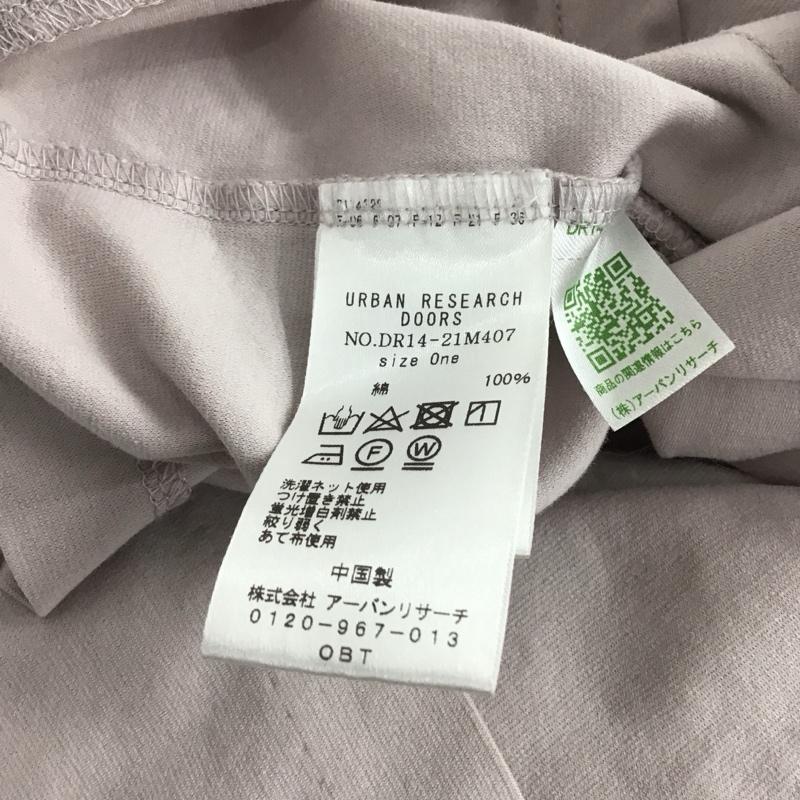 URBAN RESEARCH
DOORS
NO.DR14-21M407
size One
綿 100%
洗濯ネット使用
つけ置き禁止
蛍光増白剤禁止
絞り弱く
あて布使用
中国製
株式会社 アーバンリサーチ
0120-967-013
OBT
商品の関連情報はこちら
(株)アーバンリサーチ